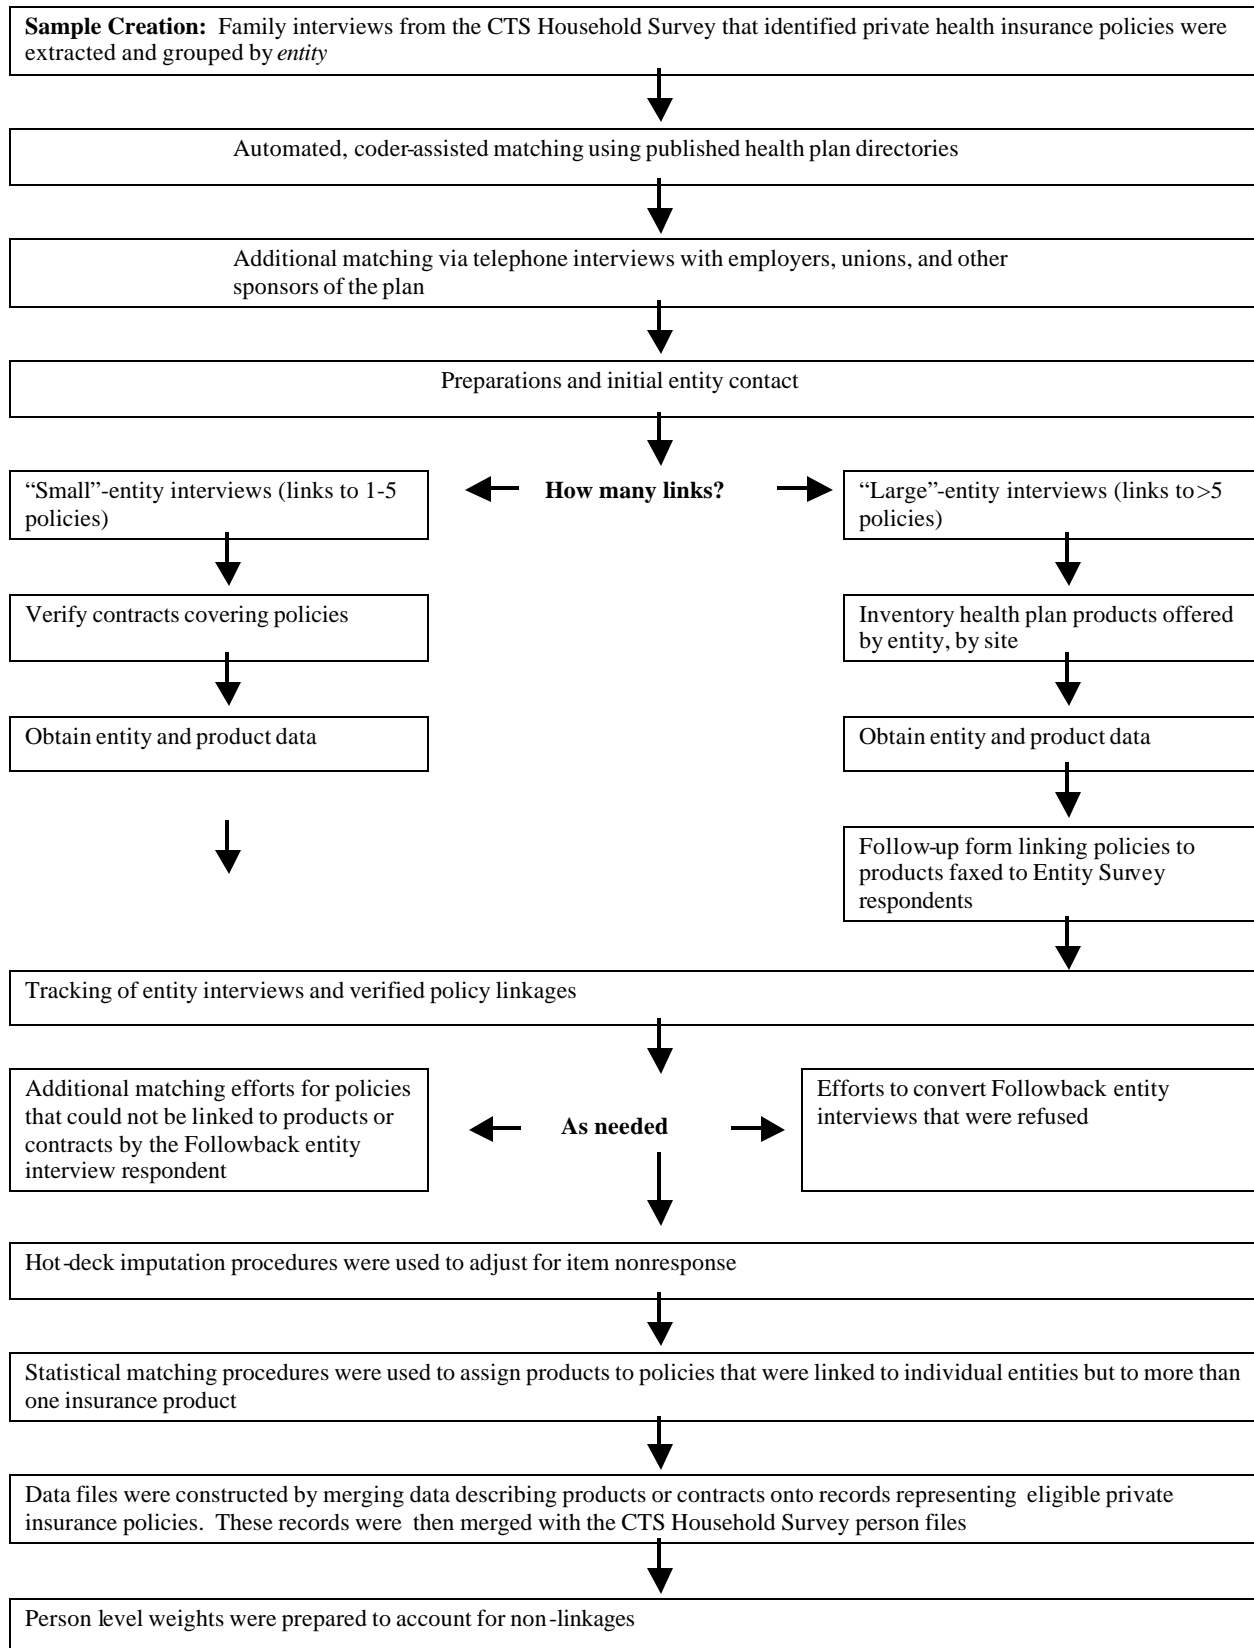 Sample Creation: Family interviews from the CTS Household Survey that identified private health insurance policies were
extracted and grouped by entity
Automated, coder-assisted matching using published health plan directories
Additional matching via telephone interviews with employers, unions, and other
sponsors of the plan
Preparations and initial entity contact
How many links?
“Small”-entity interviews (links to 1-5
policies)
Verify contracts covering policies
Obtain entity and product data
“Large”-entity interviews (links to >5
policies)
Inventory health plan products offered
by entity, by site
Obtain entity and product data
Follow-up form linking policies to
products faxed to Entity Survey
respondents
Tracking of entity interviews and verified policy linkages
As needed
Additional matching efforts for policies
that could not be linked to products or
contracts by the Followback entity
interview respondent
Efforts to convert Followback entity
interviews that were refused
Hot-deck imputation procedures were used to adjust for item nonresponse
Statistical matching procedures were used to assign products to policies that were linked to individual entities but to more than
one insurance product
Data files were constructed by merging data describing products or contracts onto records representing eligible private
insurance policies. These records were then merged with the CTS Household Survey person files
Person level weights were prepared to account for non-linkages